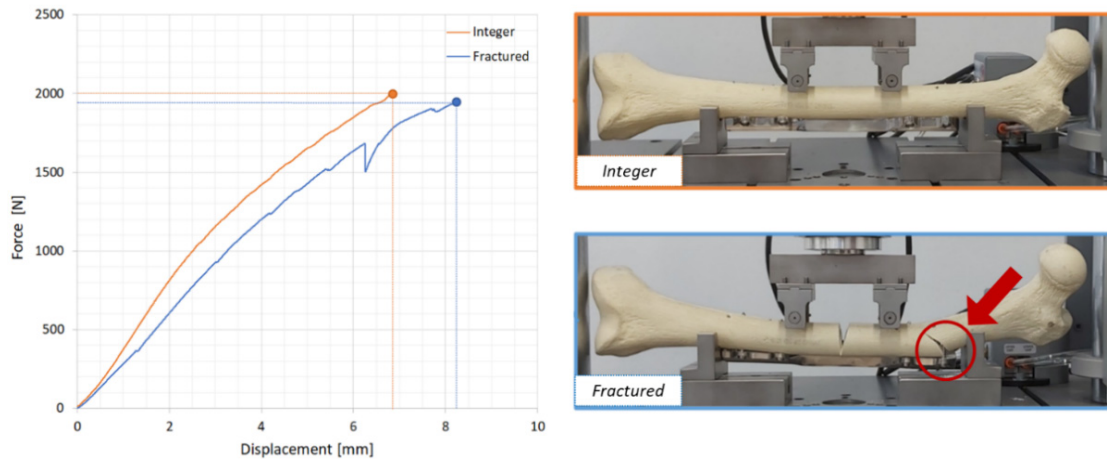 2500
2000
1500
1000
500
0
Force [N]
0 2 4 6 8 10
Displacement [mm]
Integer
Fractured
Integer
Fractured